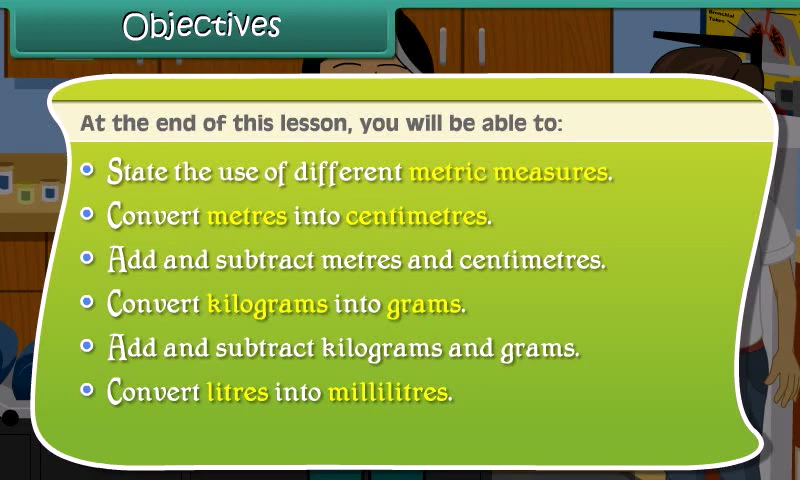 Objectives
Bronchial
Tubes
At the end of this lesson, you will be able to:
State the use of different metric measures.
Convert metres into centimetres.
Add and subtract metres and centimetres.
Convert kilograms into grams.
Add and subtract kilograms and grams.
Convert litres into millilitres.